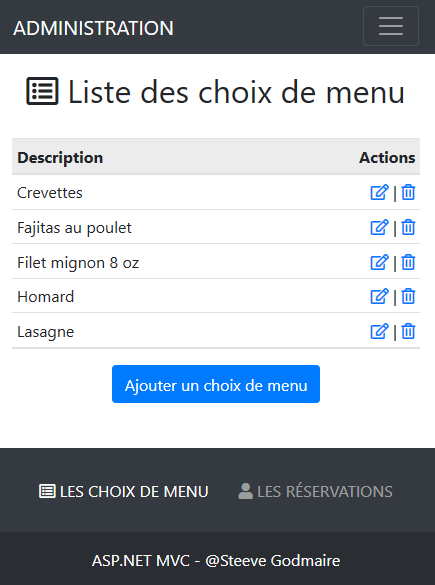 ADMINISTRATION
Liste des choix de menu
Description Actions
Crevettes |
Fajitas au poulet |
Filet mignon 8 oz |
Homard |
Lasagne |
Ajouter un choix de menu
LES CHOIX DE MENU LES RÉSERVATIONS
ASP.NET MVC - @Steeve Godmaire